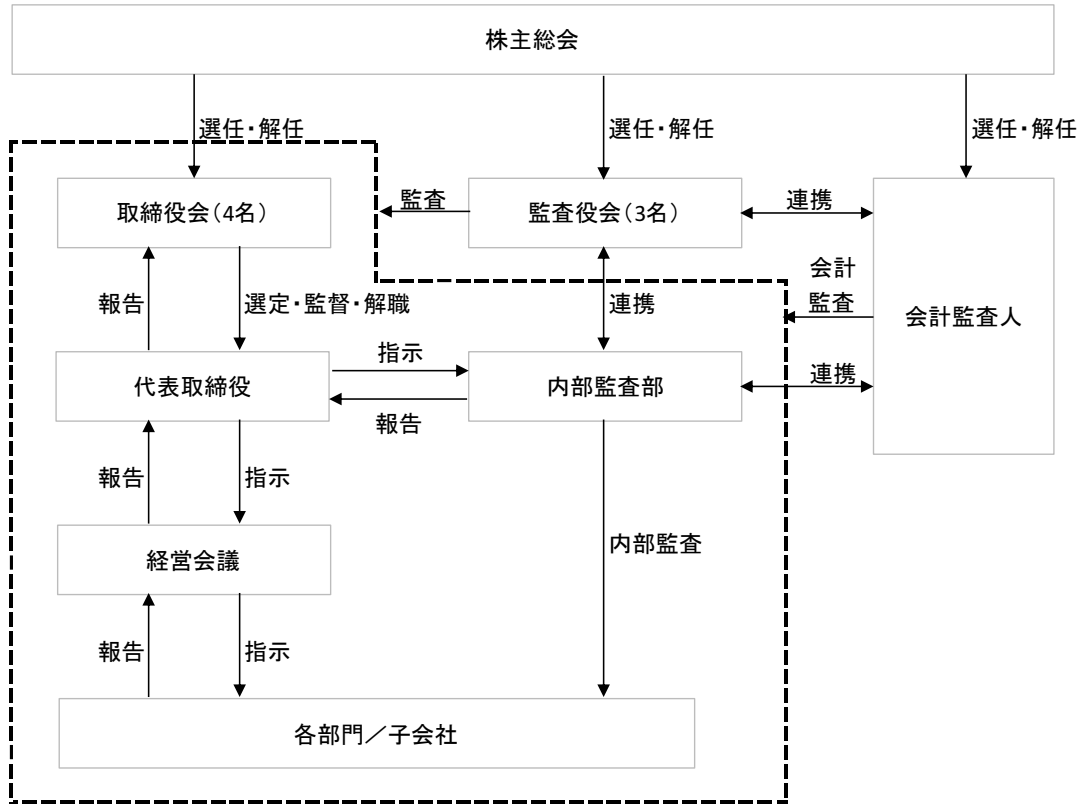 株主総会
選任・解任
選任・解任
選任・解任
取締役会(4名)
監査
監査役会(3名)
連携
会計
監査
会計監査人
報告
選定・監督・解職
連携
代表取締役
指示
報告
内部監査部
連携
報告
指示
経営会議
内部監査
報告
指示
各部門/子会社